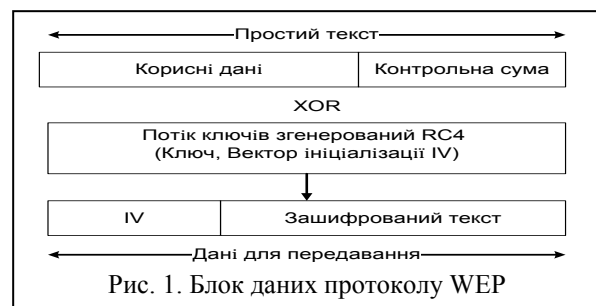 Простий текст
Корисні дані Контрольна сума
XOR
Потік ключів згенерований RC4
(Ключ, Вектор ініціалізації IV)
IV Зашифрований текст
Дані для передавання
Рис. 1. Блок даних протоколу WEP